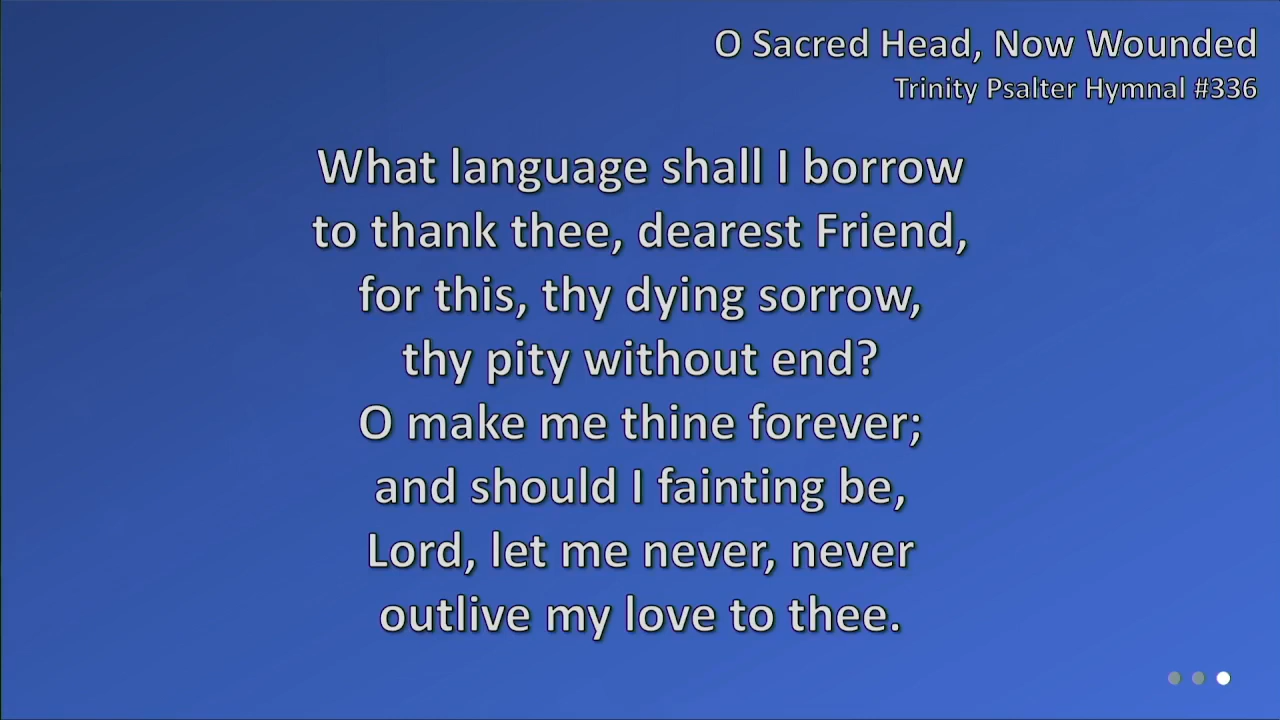 O Sacred Head, Now Wounded
Trinity Psalter Hymnal #336
What language shall I borrow
to thank thee, dearest Friend,
for this, thy dying sorrow,
thy pity without end?
O make me thine forever;
and should I fainting be,
Lord, let me never, never
outlive my love to thee.